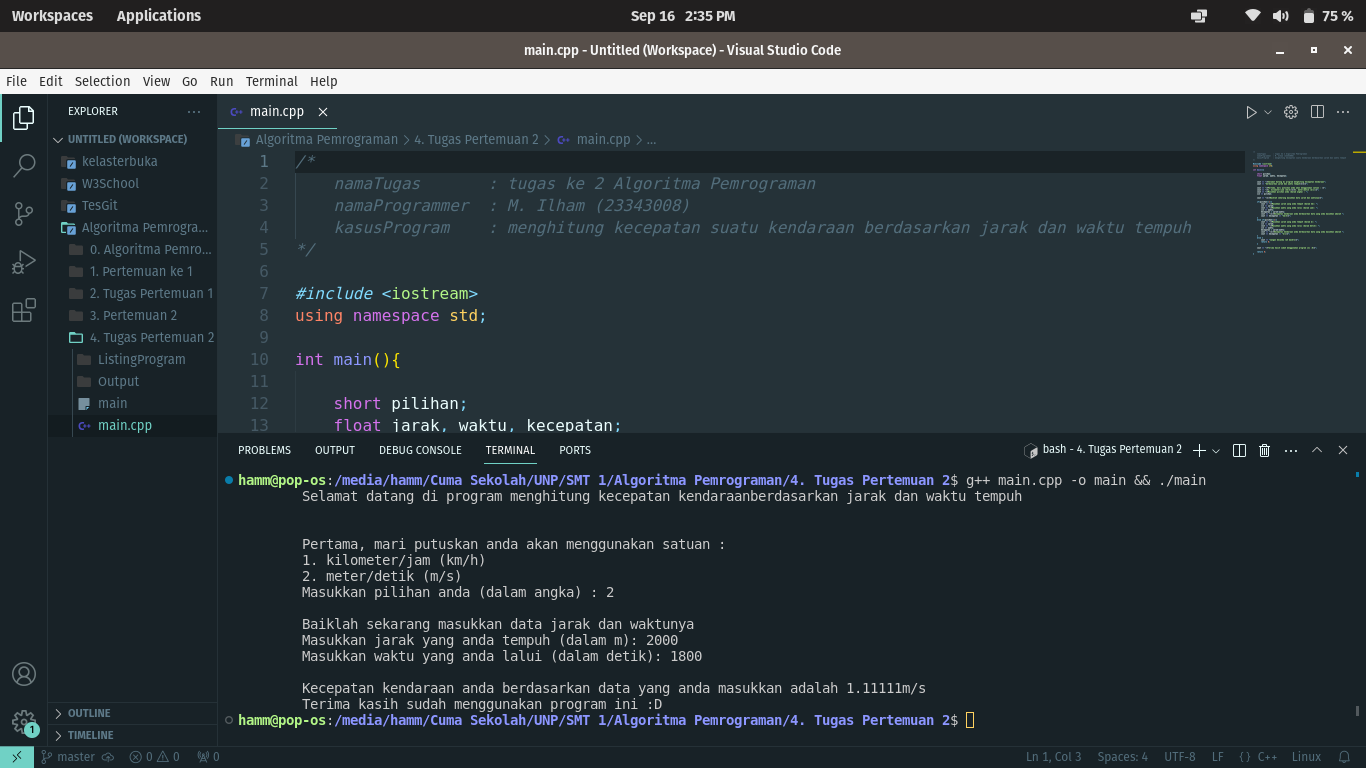 Workspaces Applications Sep 16 2:35 PM 75 %
main.cpp - Untitled (Workspace) - Visual Studio Code
File Edit Selection View Go Run Terminal Help
EXPLORER
UNTITLED (WORKSPACE)
kelasterbuka
W3School
TesGit
Algoritma Pemrogra...
0. Algoritma Pemro...
1. Pertemuan ke 1
2. Tugas Pertemuan 1
3. Pertemuan 2
4. Tugas Pertemuan 2
ListingProgram
Output
main
main.cpp
OUTLINE
TIMELINE
main.cpp
Algoritma Pemrograman > 4. Tugas Pertemuan 2 > main.cpp > ...
1 /*
2 namaTugas : tugas ke 2 Algoritma Pemrograman
3 namaProgrammer : M. Ilham (23343008)
4 kasusProgram : menghitung kecepatan suatu kendaraan berdasarkan jarak dan waktu tempuh
5 */
6
7 #include <iostream>
8 using namespace std;
9
10 int main(){
11
12 short pilihan;
13 float jarak, waktu, kecepatan;
PROBLEMS OUTPUT DEBUG CONSOLE TERMINAL PORTS bash - 4. Tugas Pertemuan 2
hamm@pop-os:/media/hamm/Cuma Sekolah/UNP/SMT 1/Algoritma Pemrograman/4. Tugas Pertemuan 2$ g++ main.cpp -o main && ./main
Selamat datang di program menghitung kecepatan kendaraanberdasarkan jarak dan waktu tempuh
Pertama, mari putuskan anda akan menggunakan satuan :
1. kilometer/jam (km/h)
2. meter/detik (m/s)
Masukkan pilihan anda (dalam angka) : 2
Baiklah sekarang masukkan data jarak dan waktunya
Masukkan jarak yang anda tempuh (dalam m): 2000
Masukkan waktu yang anda lalui (dalam detik): 1800
Kecepatan kendaraan anda berdasarkan data yang anda masukkan adalah 1.11111m/s
Terima kasih sudah menggunakan program ini :D
hamm@pop-os:/media/hamm/Cuma Sekolah/UNP/SMT 1/Algoritma Pemrograman/4. Tugas Pertemuan 2$
1
master 0 0 0 Ln 1, Col 3 Spaces: 4 UTF-8 LF {} C++ Linux